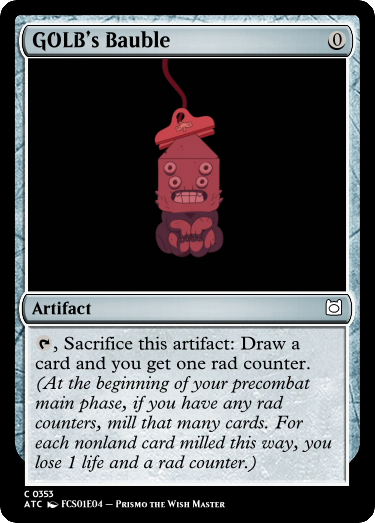 GOLB's Bauble 0
Artifact
, Sacrifice this artifact: Draw a
card and you get one rad counter.
(At the beginning of your precombat
main phase, if you have any rad
counters, mill that many cards. For
each nonland card milled this way, you
lose 1 life and a rad counter.)
C 0353
ATC FCS01E04 — Prismo the Wish Master